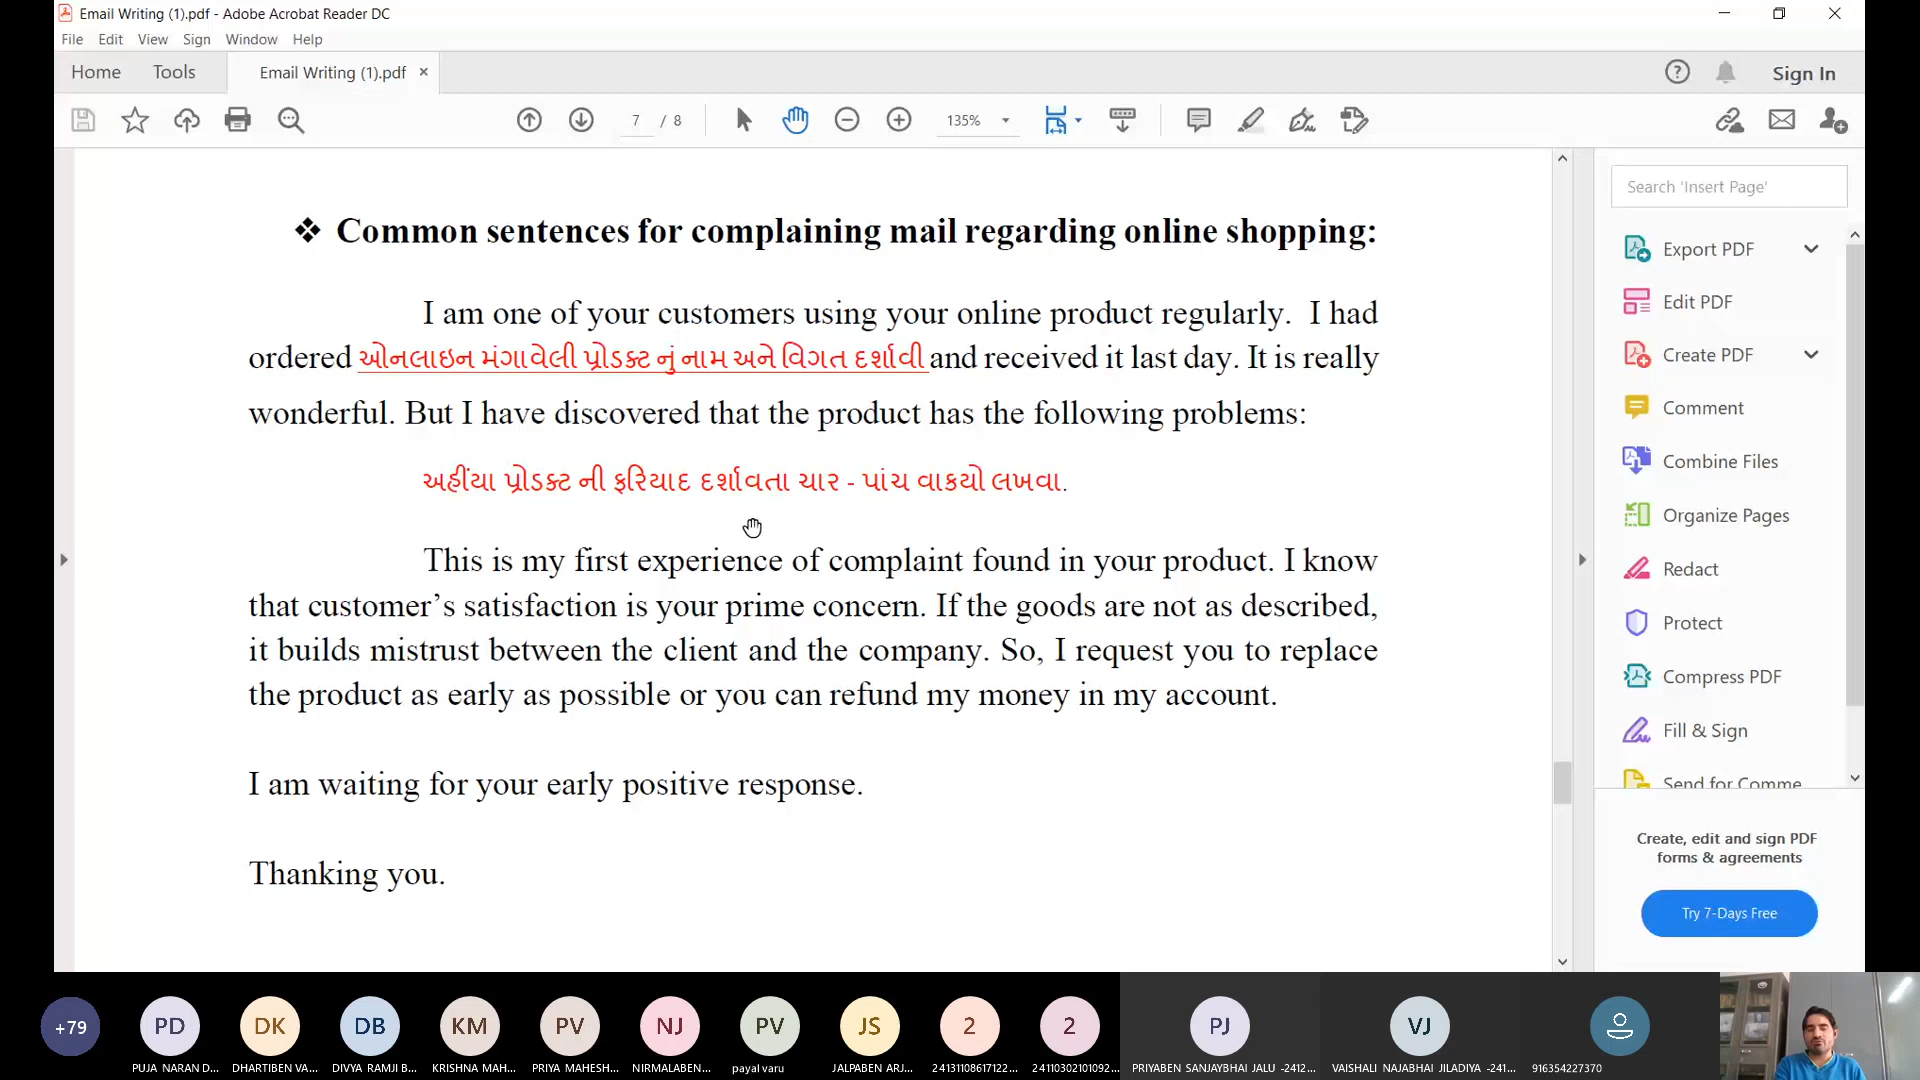 Email Writing (1).pdf - Adobe Acrobat Reader DC
File Edit View Sign Window Help
Home Tools Email Writing (1).pdf × Sign In
7 / 8 135%
Search 'Insert Page'
❖ Common sentences for complaining mail regarding online shopping:
I am one of your customers using your online product regularly. I had
ordered ઓનલાઇન મંગાવેલી પ્રોડક્ટ નું નામ અને વિગત દર્શાવી and received it last day. It is really
wonderful. But I have discovered that the product has the following problems:
અહીંયા પ્રોડક્ટ ની ફરિયાદ દર્શાવતા ચાર - પાંચ વાકયો લખવા.
This is my first experience of complaint found in your product. I know
that customer’s satisfaction is your prime concern. If the goods are not as described,
it builds mistrust between the client and the company. So, I request you to replace
the product as early as possible or you can refund my money in my account.
I am waiting for your early positive response.
Thanking you.
Export PDF
Edit PDF
Create PDF
Comment
Combine Files
Organize Pages
Redact
Protect
Compress PDF
Fill & Sign
Send for Comme
Create, edit and sign PDF
forms & agreements
Try 7-Days Free
+79 PD DK DB KM PV NJ PV JS 2 2 PJ VJ
PUJA NARAN D... DHARTIBEN VA... DIVYA RAMJI B... KRISHNA MAH... PRIYA MAHESH... NIRMALABEN... payal varu JALPABEN ARJ... 24131108617122... 24110302101092... PRIYABEN SANJAYBHAI JALU -2412... VAISHALI NAJABHAI JILADIYA -241... 916354227370